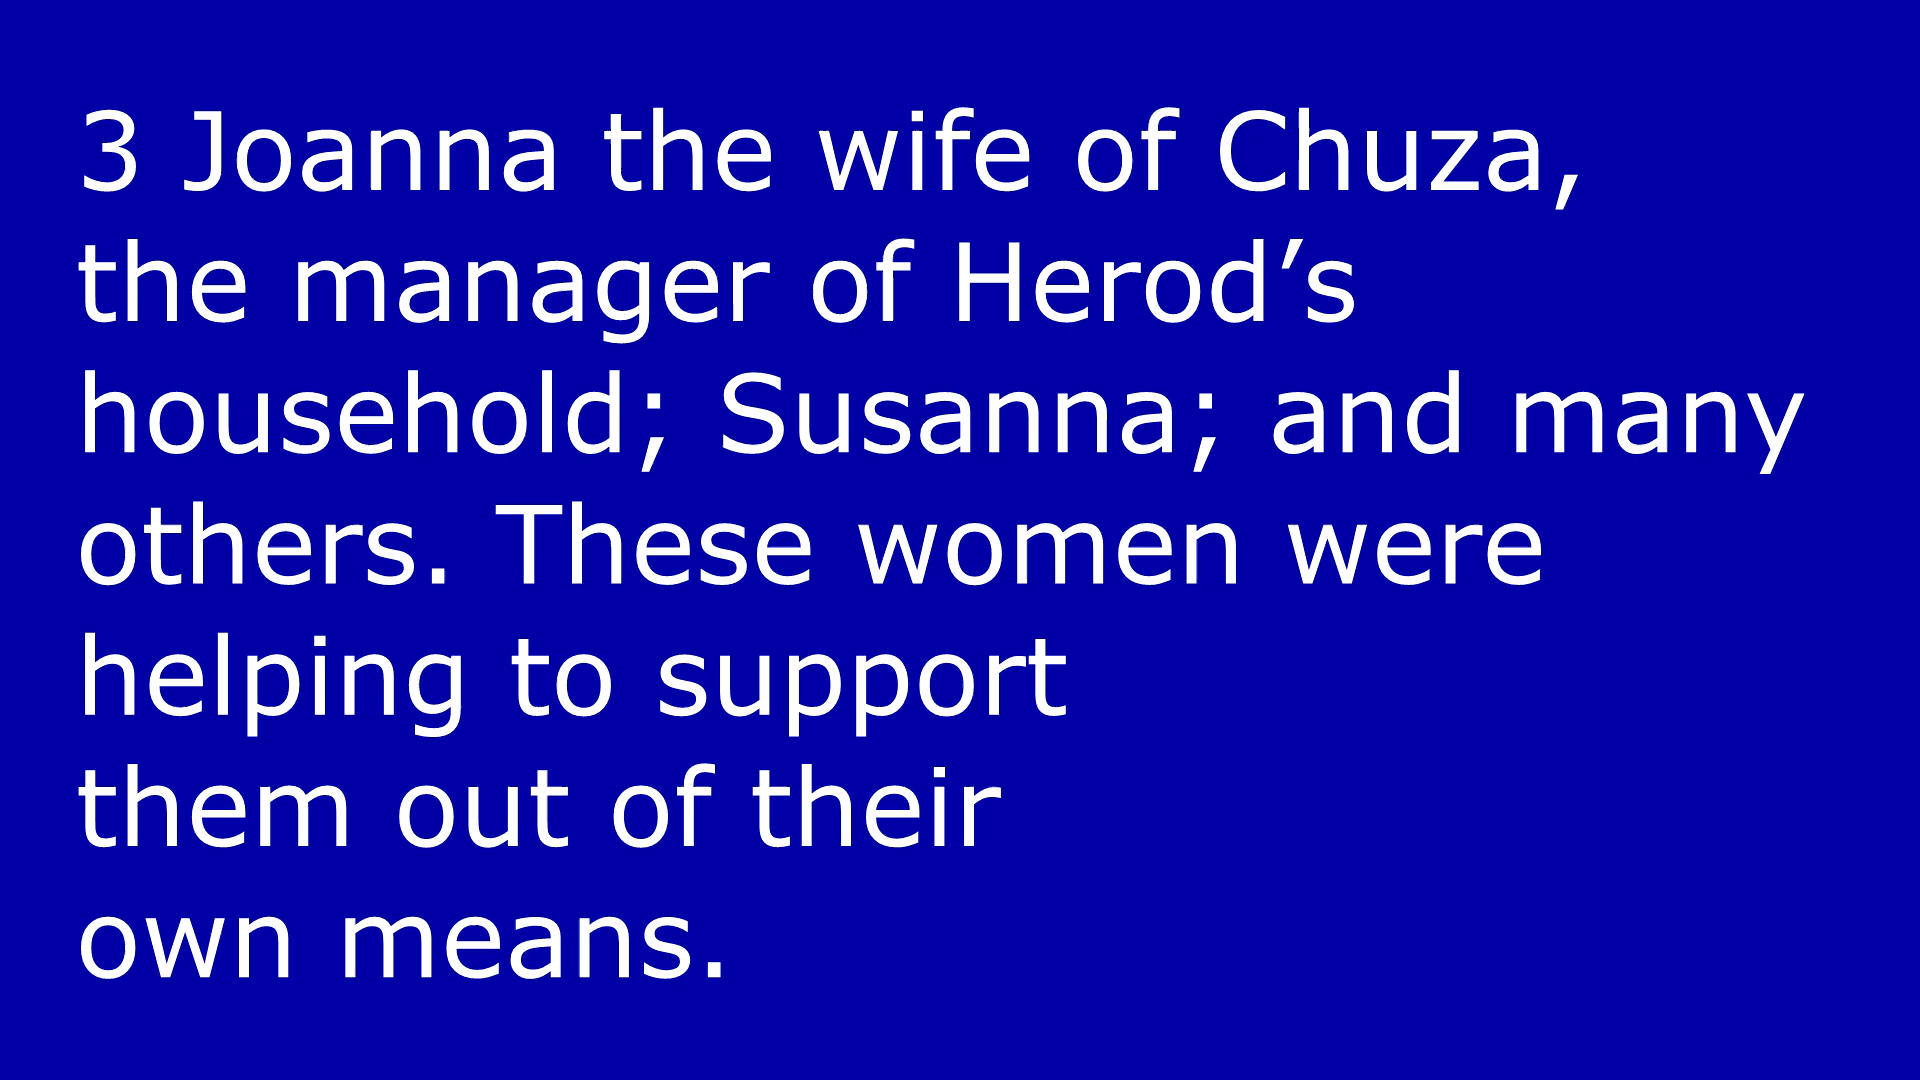 3 Joanna the wife of Chuza,
the manager of Herod’s
household; Susanna; and many
others. These women were
helping to support
them out of their
own means.